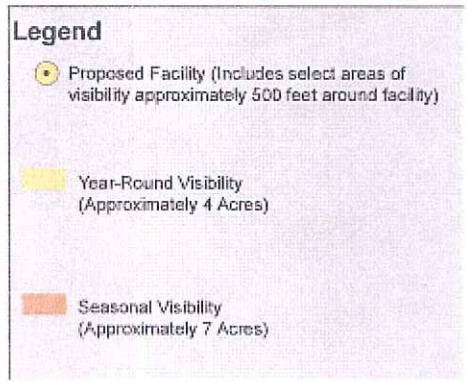 Legend
Proposed Facility (Includes select areas of
visibility approximately 500 feet around facility)
Year-Round Visibility
(Approximately 4 Acres)
Seasonal Visibility
(Approximately 7 Acres)